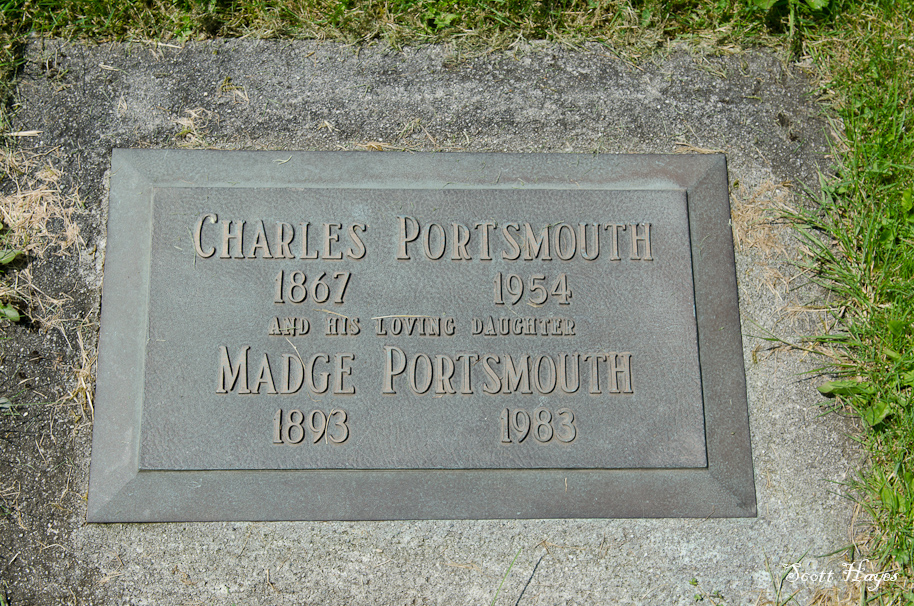 Charles Portsmouth
1867 1954
AND HIS LOVING DAUGHTER
Madge Portsmouth
1893 1983
Scott Hayes